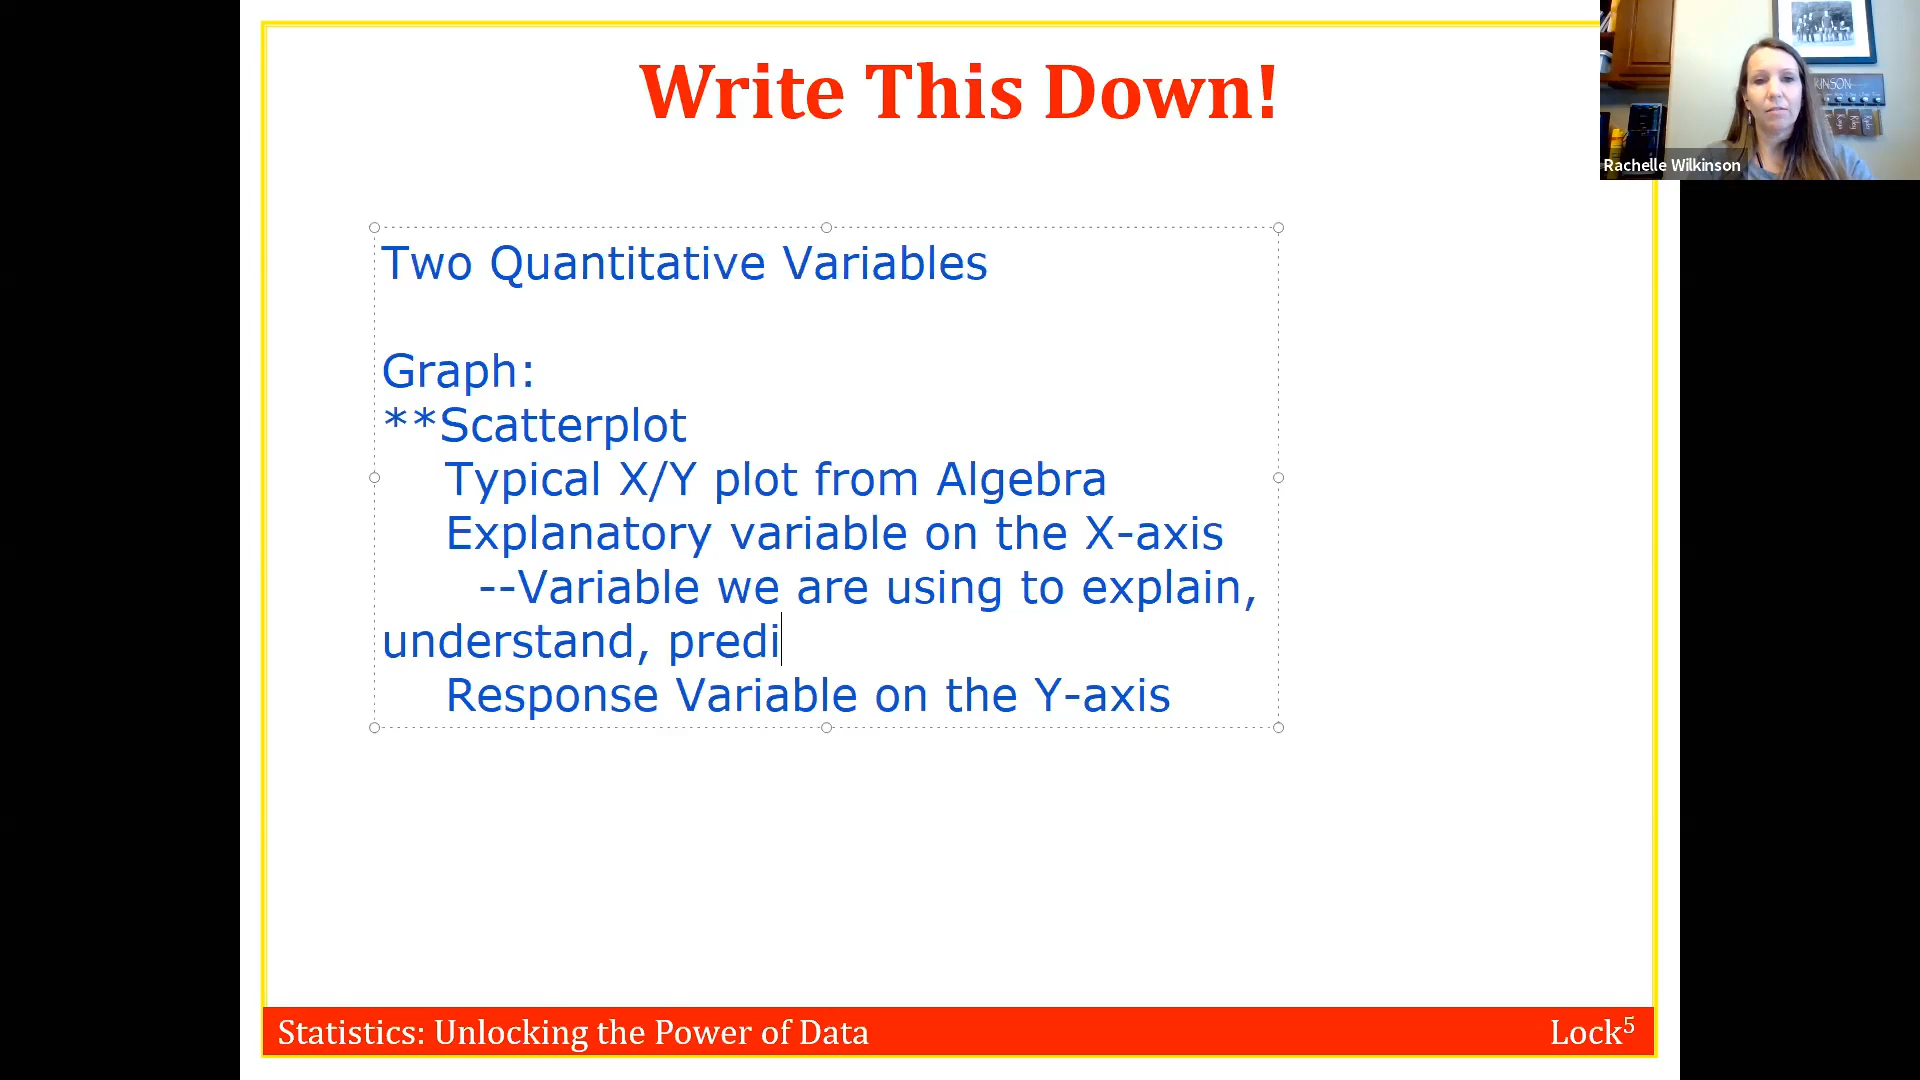 Write This Down!
KINSON
Rachelle Wilkinson
Two Quantitative Variables
Graph:
**Scatterplot
Typical X/Y plot from Algebra
Explanatory variable on the X-axis
--Variable we are using to explain,
understand, predi
Response Variable on the Y-axis
Statistics: Unlocking the Power of Data
Lock⁵